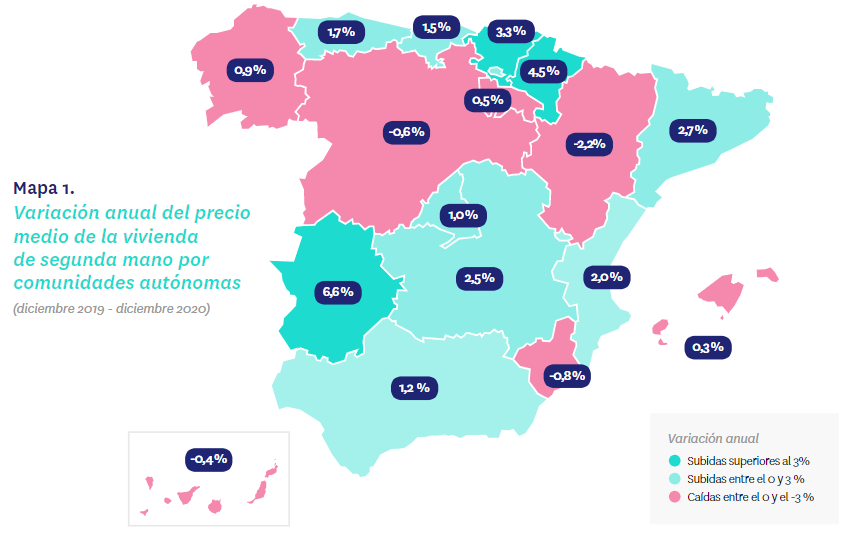 1,7%
1,5%
3,3%
0,9%
4,5%
0,5%
-0,6%
-2,2%
2,7%
Mapa 1.
Variación anual del precio
medio de la vivienda
de segunda mano por
comunidades autónomas
(diciembre 2019 - diciembre 2020)
1,0%
2,5%
2,0%
6,6%
0,3%
-0,8%
1,2 %
-0,4%
Variación anual
Subidas superiores al 3%
Subidas entre el 0 y 3 %
Caídas entre el 0 y el -3 %